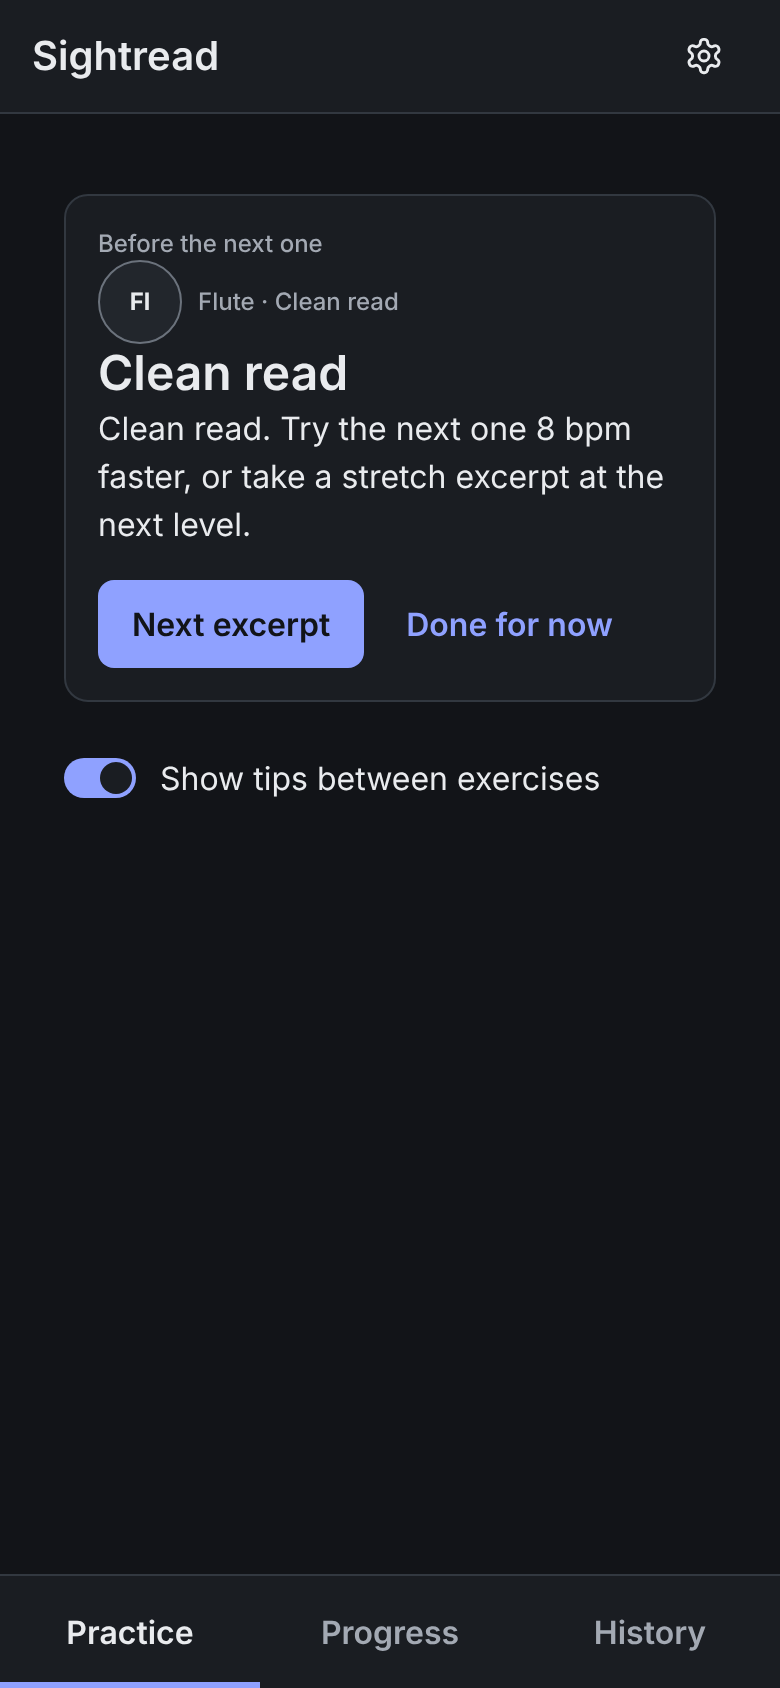 Sightread
Before the next one
Fl
Flute · Clean read
Clean read
Clean read. Try the next one 8 bpm
faster, or take a stretch excerpt at the
next level.
Next excerpt
Done for now
Show tips between exercises
Practice
Progress
History